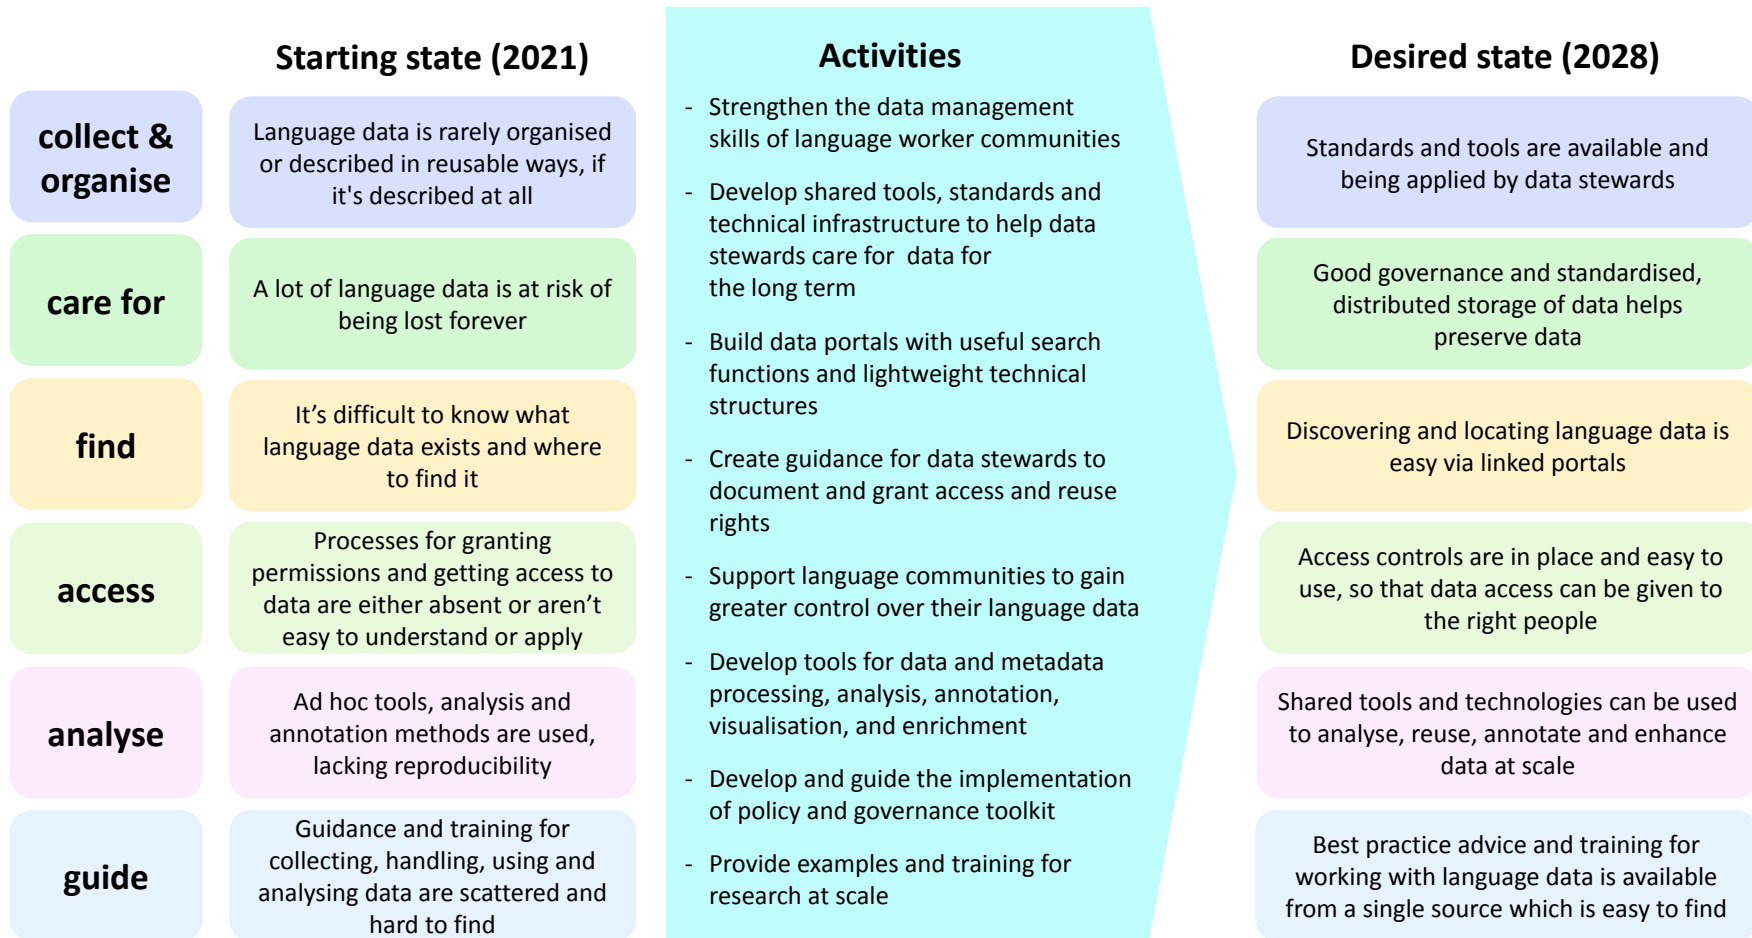 Starting state (2021)
Activities
Desired state (2028)
collect &
organise
Language data is rarely organised
or described in reusable ways, if
it's described at all
care for
A lot of language data is at risk of
being lost forever
find
It’s difficult to know what
language data exists and where
to find it
access
Processes for granting
permissions and getting access to
data are either absent or aren’t
easy to understand or apply
analyse
Ad hoc tools, analysis and
annotation methods are used,
lacking reproducibility
guide
Guidance and training for
collecting, handling, using and
analysing data are scattered and
hard to find
- Strengthen the data management
skills of language worker communities
- Develop shared tools, standards and
technical infrastructure to help data
stewards care for  data for
the long term
- Build data portals with useful search
functions and lightweight technical
structures
- Create guidance for data stewards to
document and grant access and reuse
rights
- Support language communities to gain
greater control over their language data
- Develop tools for data and metadata
processing, analysis, annotation,
visualisation, and enrichment
- Develop and guide the implementation
of policy and governance toolkit
- Provide examples and training for
research at scale
Standards and tools are available and
being applied by data stewards
Good governance and standardised,
distributed storage of data helps
preserve data
Discovering and locating language data is
easy via linked portals
Access controls are in place and easy to
use, so that data access can be given to
the right people
Shared tools and technologies can be used
to analyse, reuse, annotate and enhance
data at scale
Best practice advice and training for
working with language data is available
from a single source which is easy to find